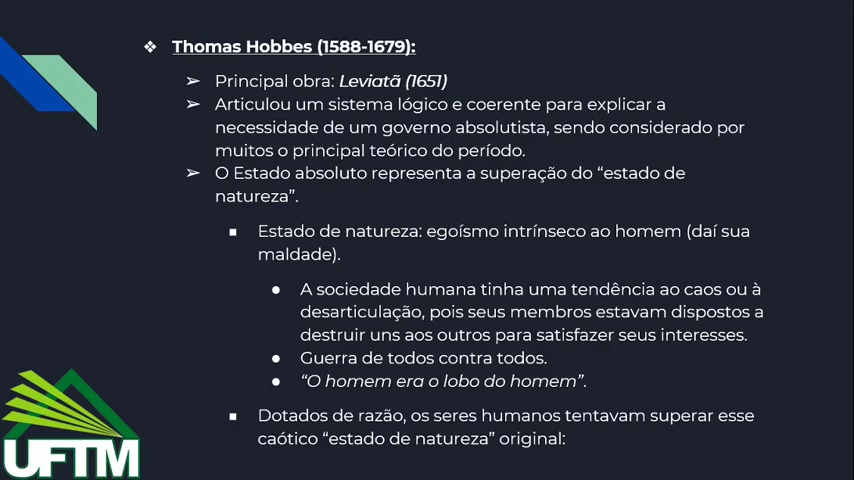 ❖ Thomas Hobbes (1588-1679):
➢ Principal obra: Leviatã (1651)
➢ Articulou um sistema lógico e coerente para explicar a
necessidade de um governo absolutista, sendo considerado por
muitos o principal teórico do período.
➢ O Estado absoluto representa a superação do “estado de
natureza”.
■ Estado de natureza: egoísmo intrínseco ao homem (daí sua
maldade).
● A sociedade humana tinha uma tendência ao caos ou à
desarticulação, pois seus membros estavam dispostos a
destruir uns aos outros para satisfazer seus interesses.
● Guerra de todos contra todos.
● “O homem era o lobo do homem”.
■ Dotados de razão, os seres humanos tentavam superar esse
caótico “estado de natureza” original:
UFTM